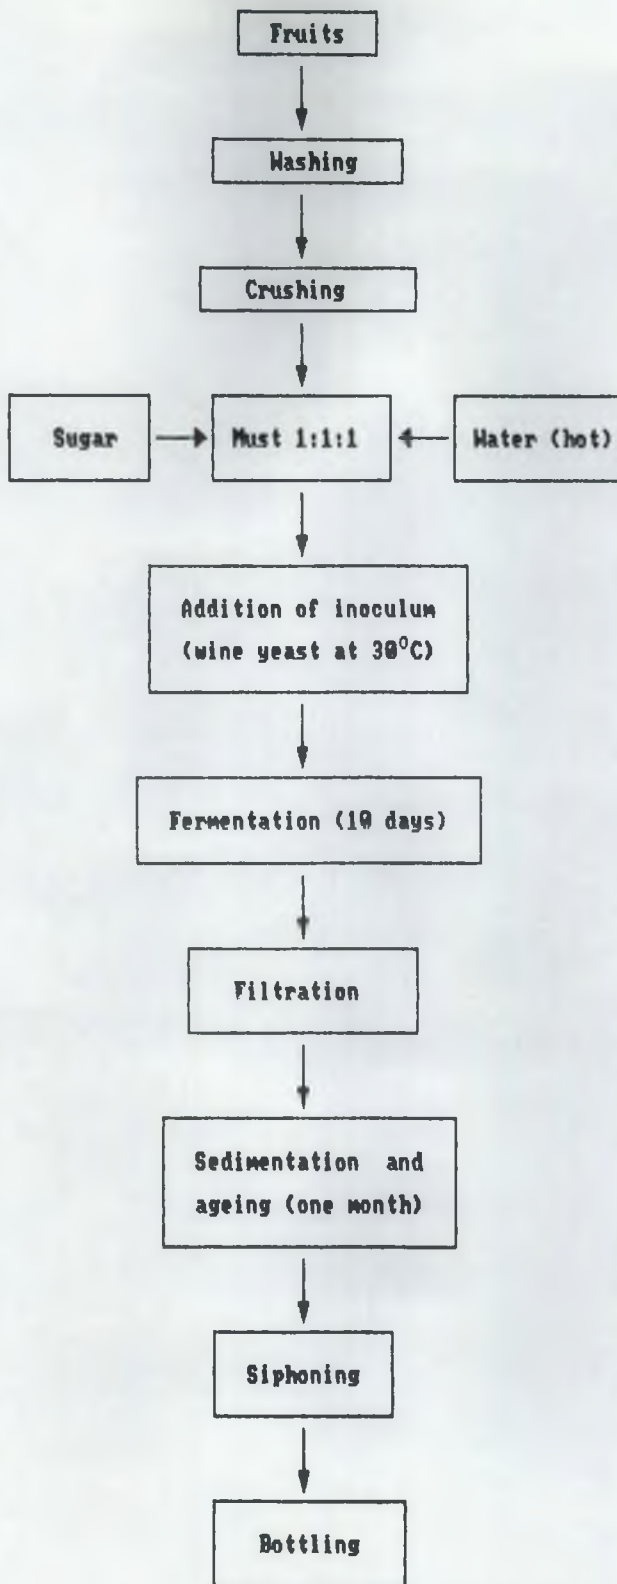 Fruits
Washing
Crushing
Sugar
Must 1:1:1
Water (hot)
Addition of inoculum
(wine yeast at 30⁰C)
Fermentation (10 days)
Filtration
Sedimentation and
ageing (one month)
Siphoning
Bottling